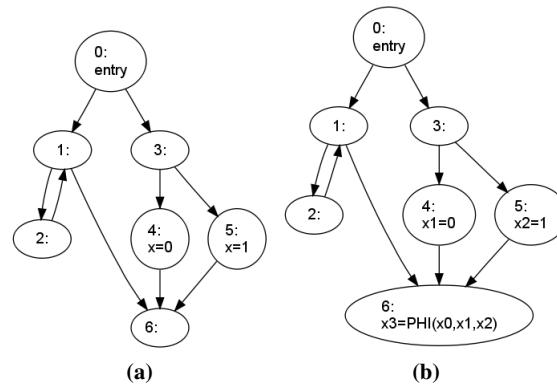 0:
entry
1:
3:
2:
4:
x=0
5:
x=1
6:
(a)
0:
entry
1:
3:
2:
4:
x1=0
5:
x2=1
6:
x3=PHI(x0,x1,x2)
(b)